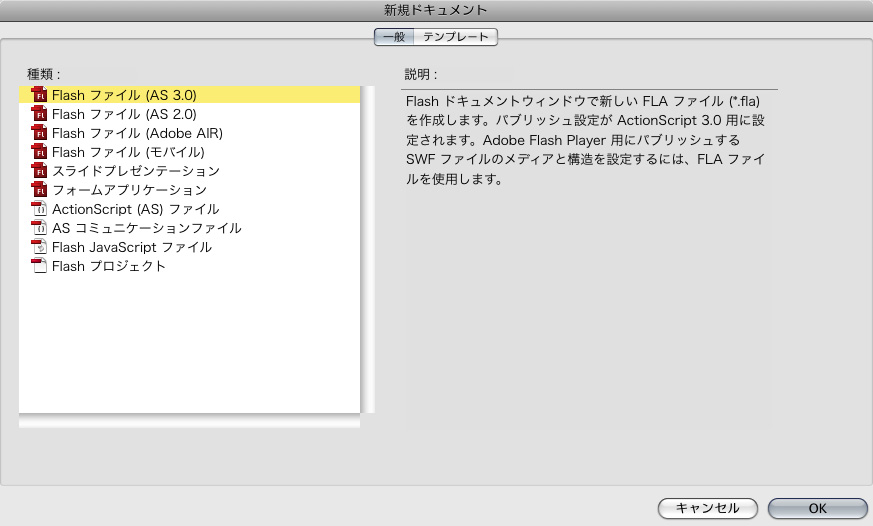 新規ドキュメント
一般 テンプレート
種類 :
Flash ファイル (AS 3.0)
Flash ファイル (AS 2.0)
Flash ファイル (Adobe AIR)
Flash ファイル (モバイル)
スライドプレゼンテーション
フォームアプリケーション
ActionScript (AS) ファイル
AS コミュニケーションファイル
Flash JavaScript ファイル
Flash プロジェクト
説明 :
Flash ドキュメントウィンドウで新しい FLA ファイル (*.fla)
を作成します。パブリッシュ設定が ActionScript 3.0 用に設
定されます。Adobe Flash Player 用にパブリッシュする
SWF ファイルのメディアと構造を設定するには、FLA ファイ
ルを使用します。
キャンセル OK